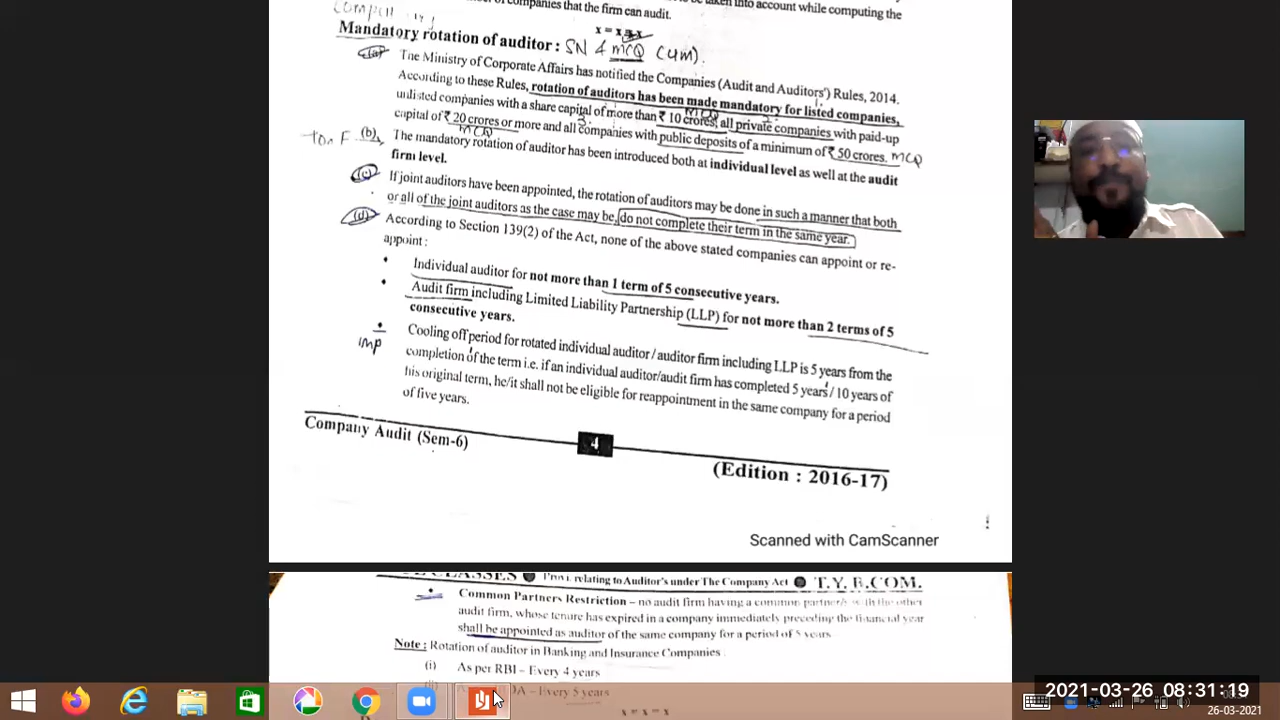 of companies that the firm can audit.
to be taken into account while computing the
Mandatory rotation of auditor : SN & MCQ (4M).
(a) The Ministry of Corporate Affairs has notified the Companies (Audit and Auditors') Rules, 2014.
According to these Rules, rotation of auditors has been made mandatory for listed companies,
unlisted companies with a share capital of more than ₹ 10 crores, all private companies with paid-up
capital of ₹ 20 crores or more and all companies with public deposits of a minimum of ₹ 50 crores. MCQ
T or F (b) The mandatory rotation of auditor has been introduced both at individual level as well at the audit
firm level.
(c) If joint auditors have been appointed, the rotation of auditors may be done in such a manner that both
or all of the joint auditors as the case may be, do not complete their term in the same year.
(d) According to Section 139(2) of the Act, none of the above stated companies can appoint or re-
appoint :
• Individual auditor for not more than 1 term of 5 consecutive years.
• Audit firm including Limited Liability Partnership (LLP) for not more than 2 terms of 5
consecutive years.
• Cooling off period for rotated individual auditor / auditor firm including LLP is 5 years from the
IMP
completion of the term i.e. if an individual auditor/audit firm has completed 5 years / 10 years of
his original term, he/it shall not be eligible for reappointment in the same company for a period
of five years.
Company Audit (Sem-6)
4
(Edition : 2016-17)
Scanned with CamScanner
CLASSES ● Prov. relating to Auditor's under The Company Act ● T.Y. B.COM.
• Common Partners Restriction – no audit firm having a common partner/s with the other
audit firm, whose tenure has expired in a company immediately preceding the financial year
shall be appointed as auditor of the same company for a period of 5 years
Note : Rotation of auditor in Banking and Insurance Companies
(i) As per RBI – Every 4 years
DA – Every 5 years
x = x = x
2021-03-26 08:31:19
26-03-2021